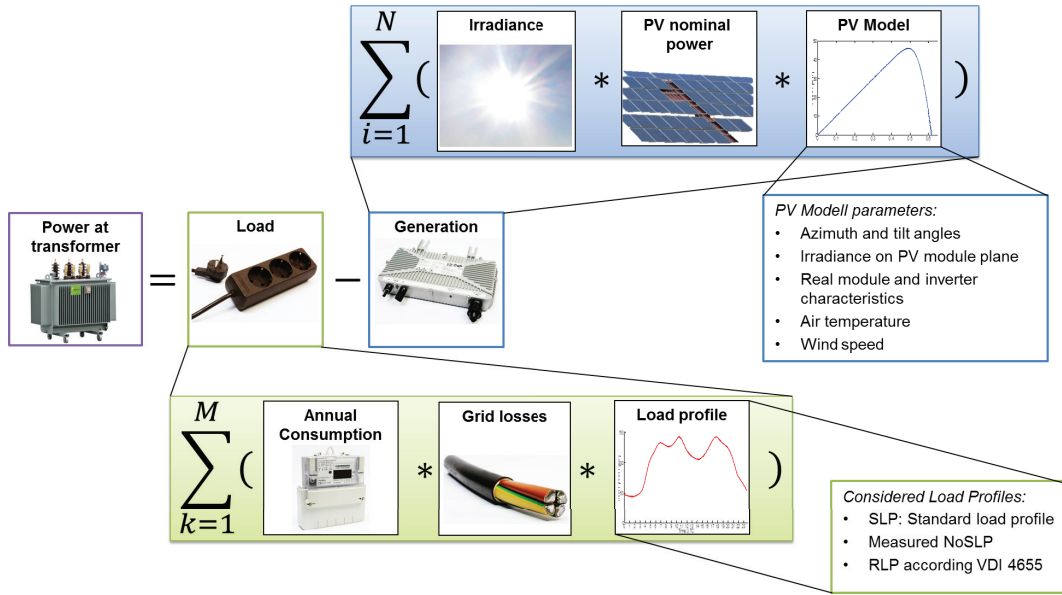 N
∑(
i=1
Irradiance
*
PV nominal
power
*
PV Model
)
Power at
transformer
=
Load
−
Generation
PV Modell parameters:
• Azimuth and tilt angles
• Irradiance on PV module plane
• Real module and inverter
characteristics
• Air temperature
• Wind speed
M
∑(
k=1
Annual
Consumption
*
Grid losses
*
Load profile
)
Considered Load Profiles:
• SLP: Standard load profile
• Measured NoSLP
• RLP according VDI 4655